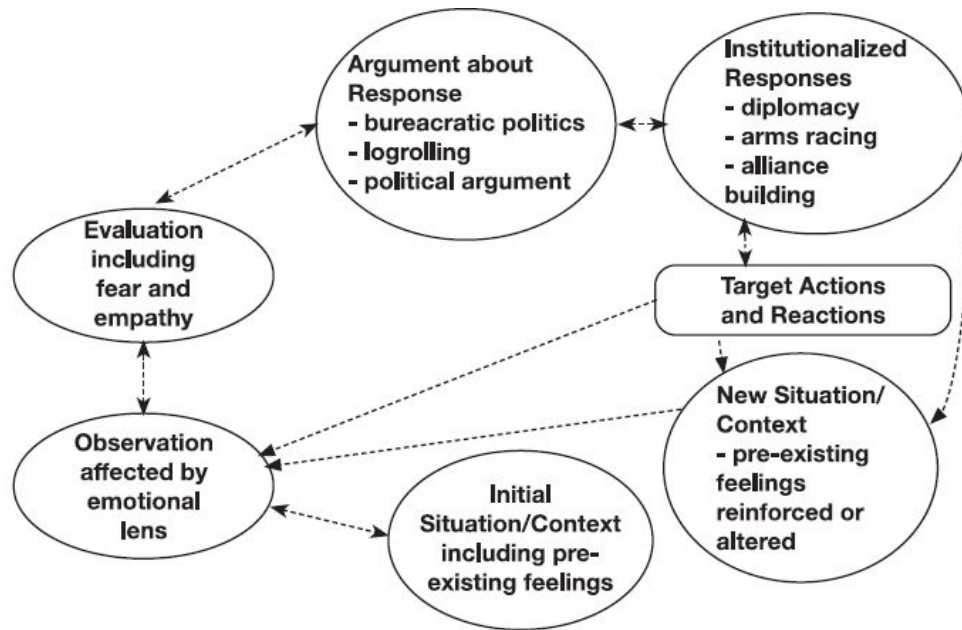 Argument about
Response
- bureacratic politics
- logrolling
- political argument
Institutionalized
Responses
- diplomacy
- arms racing
- alliance
building
Evaluation
including
fear and
empathy
Target Actions
and Reactions
Observation
affected by
emotional
lens
Initial
Situation/Context
including pre-
existing feelings
New Situation/
Context
- pre-existing
feelings
reinforced or
altered